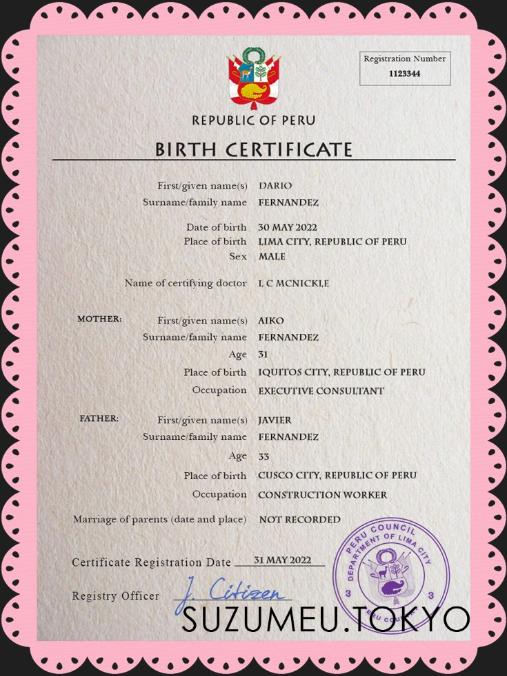 Registration Number
1123344
REPUBLIC OF PERU
BIRTH CERTIFICATE
First/given name(s) DARIO
Surname/family name FERNANDEZ
Date of birth 30 MAY 2022
Place of birth LIMA CITY, REPUBLIC OF PERU
Sex MALE
Name of certifying doctor L C MCNICKLE
MOTHER: First/given name(s) AIKO
Surname/family name FERNANDEZ
Age 31
Place of birth IQUITOS CITY, REPUBLIC OF PERU
Occupation EXECUTIVE CONSULTANT
FATHER: First/given name(s) JAVIER
Surname/family name FERNANDEZ
Age 33
Place of birth CUSCO CITY, REPUBLIC OF PERU
Occupation CONSTRUCTION WORKER
Marriage of parents (date and place) NOT RECORDED
PERU COUNCIL
DEPARTMENT OF LIMA CITY
3 3
PERU COUNCIL
Certificate Registration Date 31 MAY 2022
Registry Officer J. Citizen
SUZUMEU.TOKYO